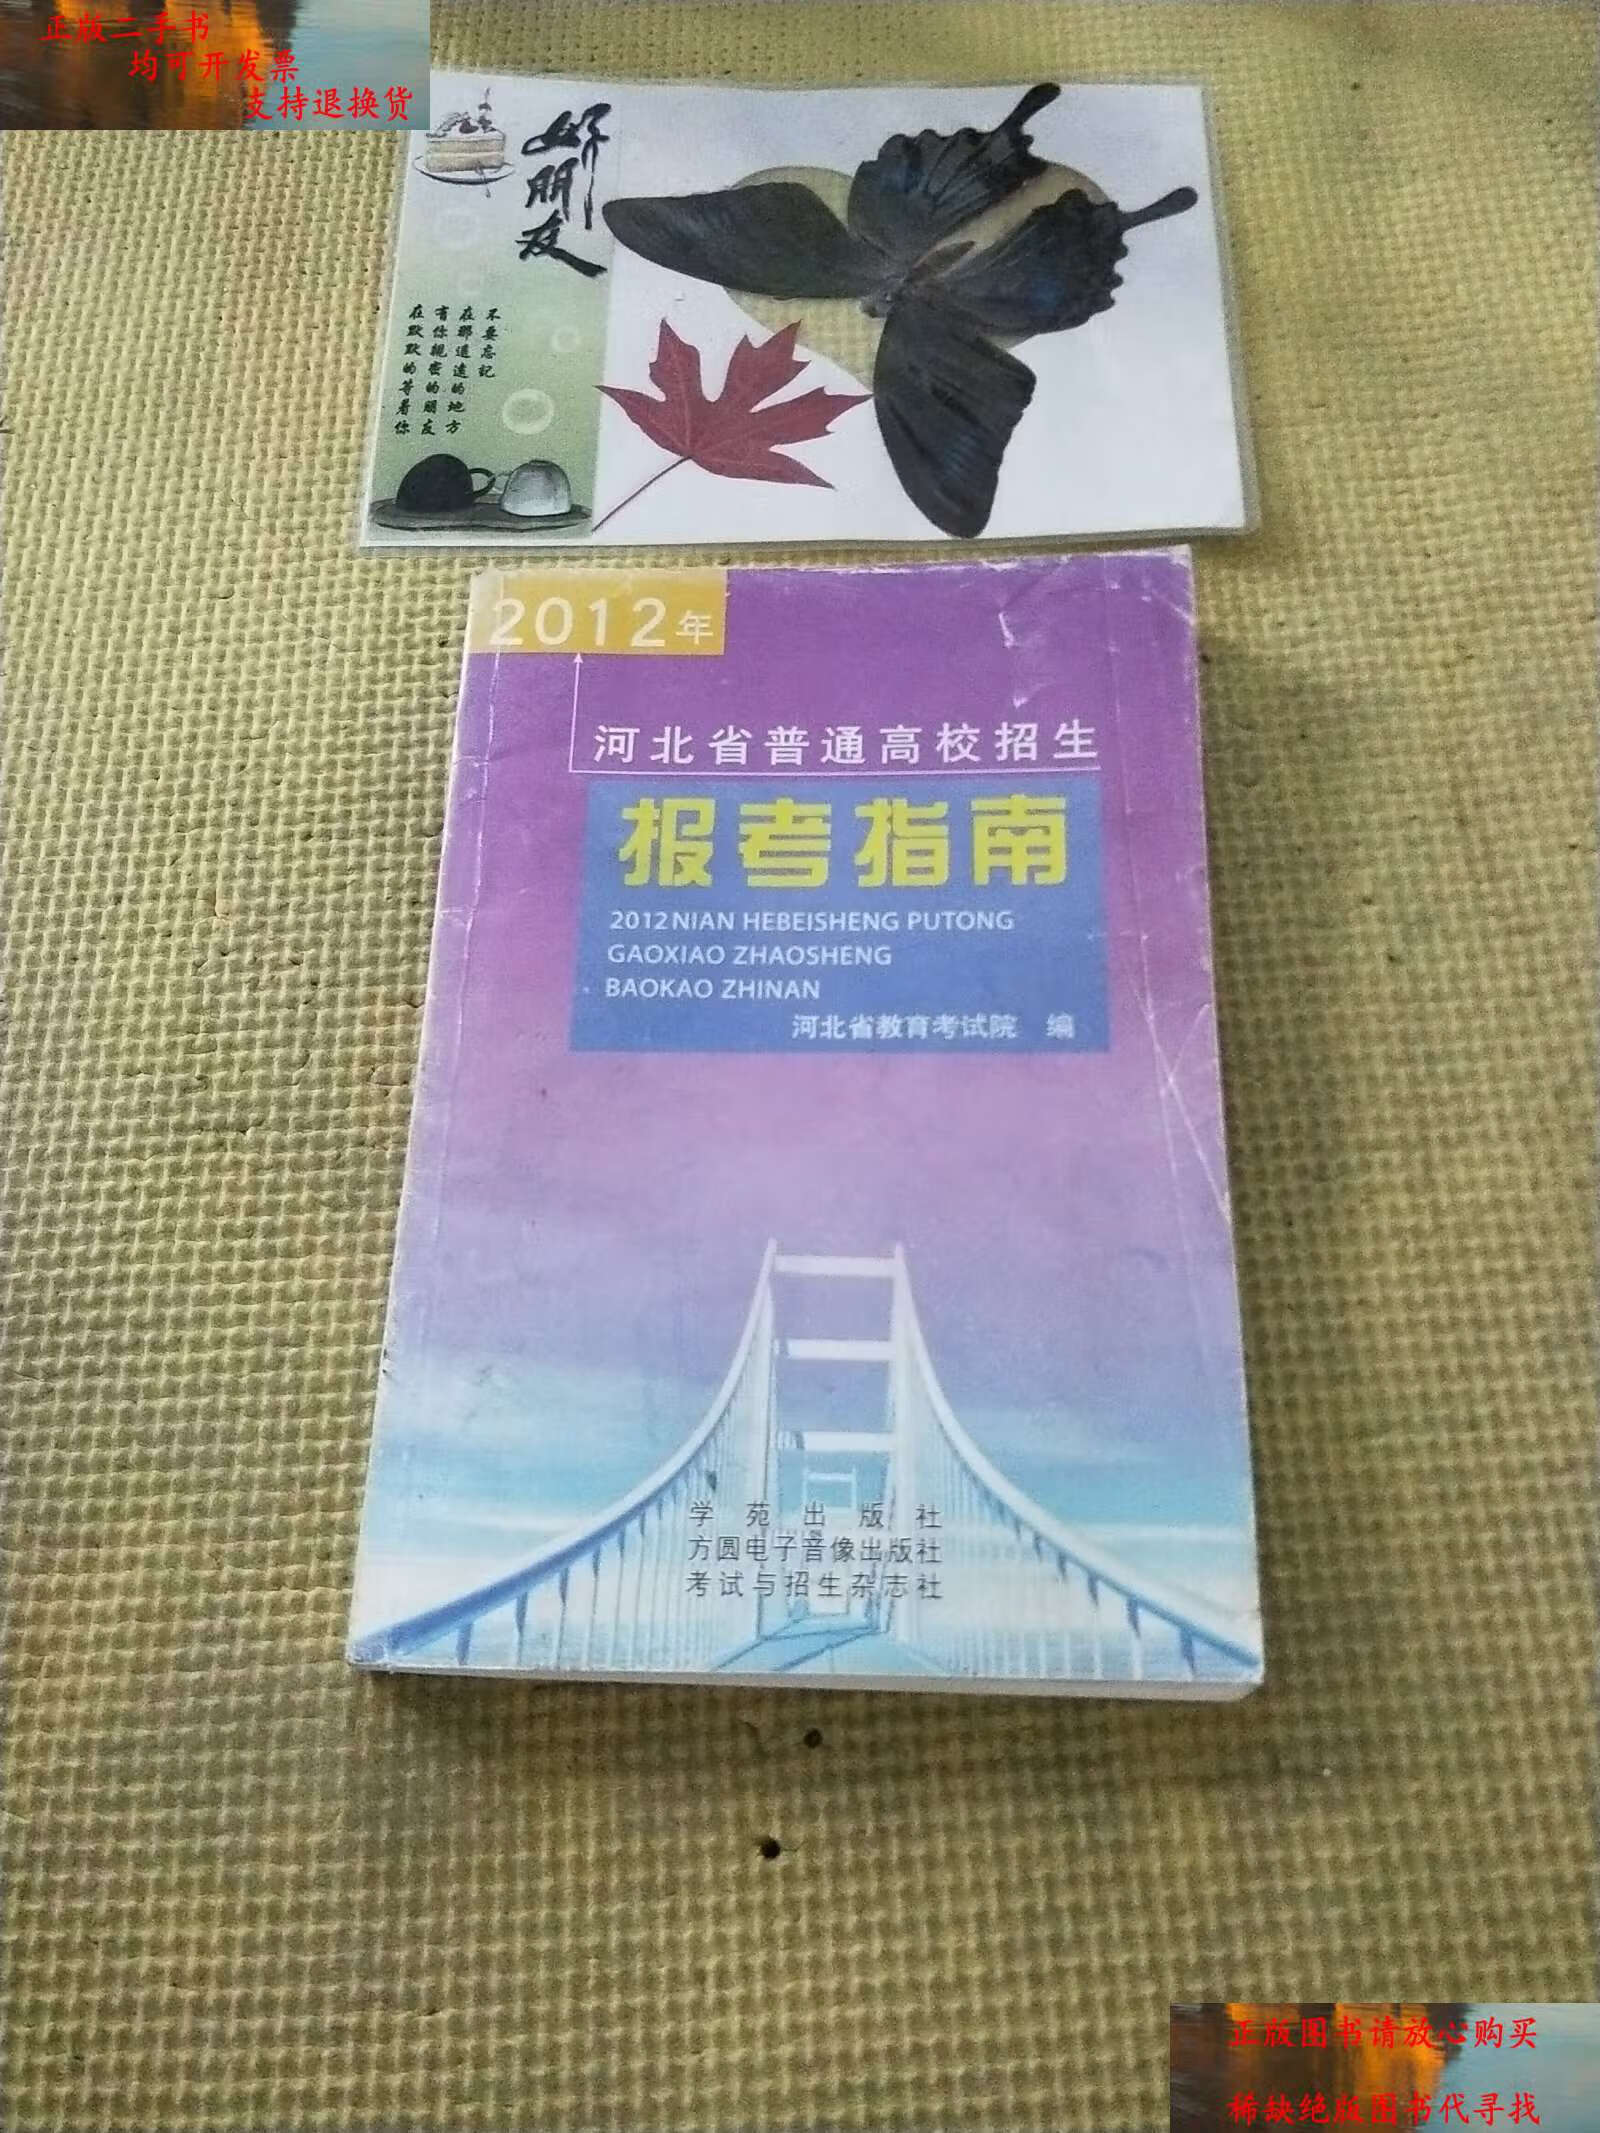 正版二手书
均可开发票
支持退换货
好朋友
不要忘记
在那遥远的地方
有你亲密的朋友
在默默的等着你
2012年
河北省普通高校招生
报考指南
2012NIAN HEBEISHENG PUTONG
GAOXIAO ZHAOSHENG
BAOKAO ZHINAN
河北省教育考试院 编
学苑出版社
方圆电子音像出版社
考试与招生杂志社
正版图书请放心购买
稀缺绝版图书代寻找